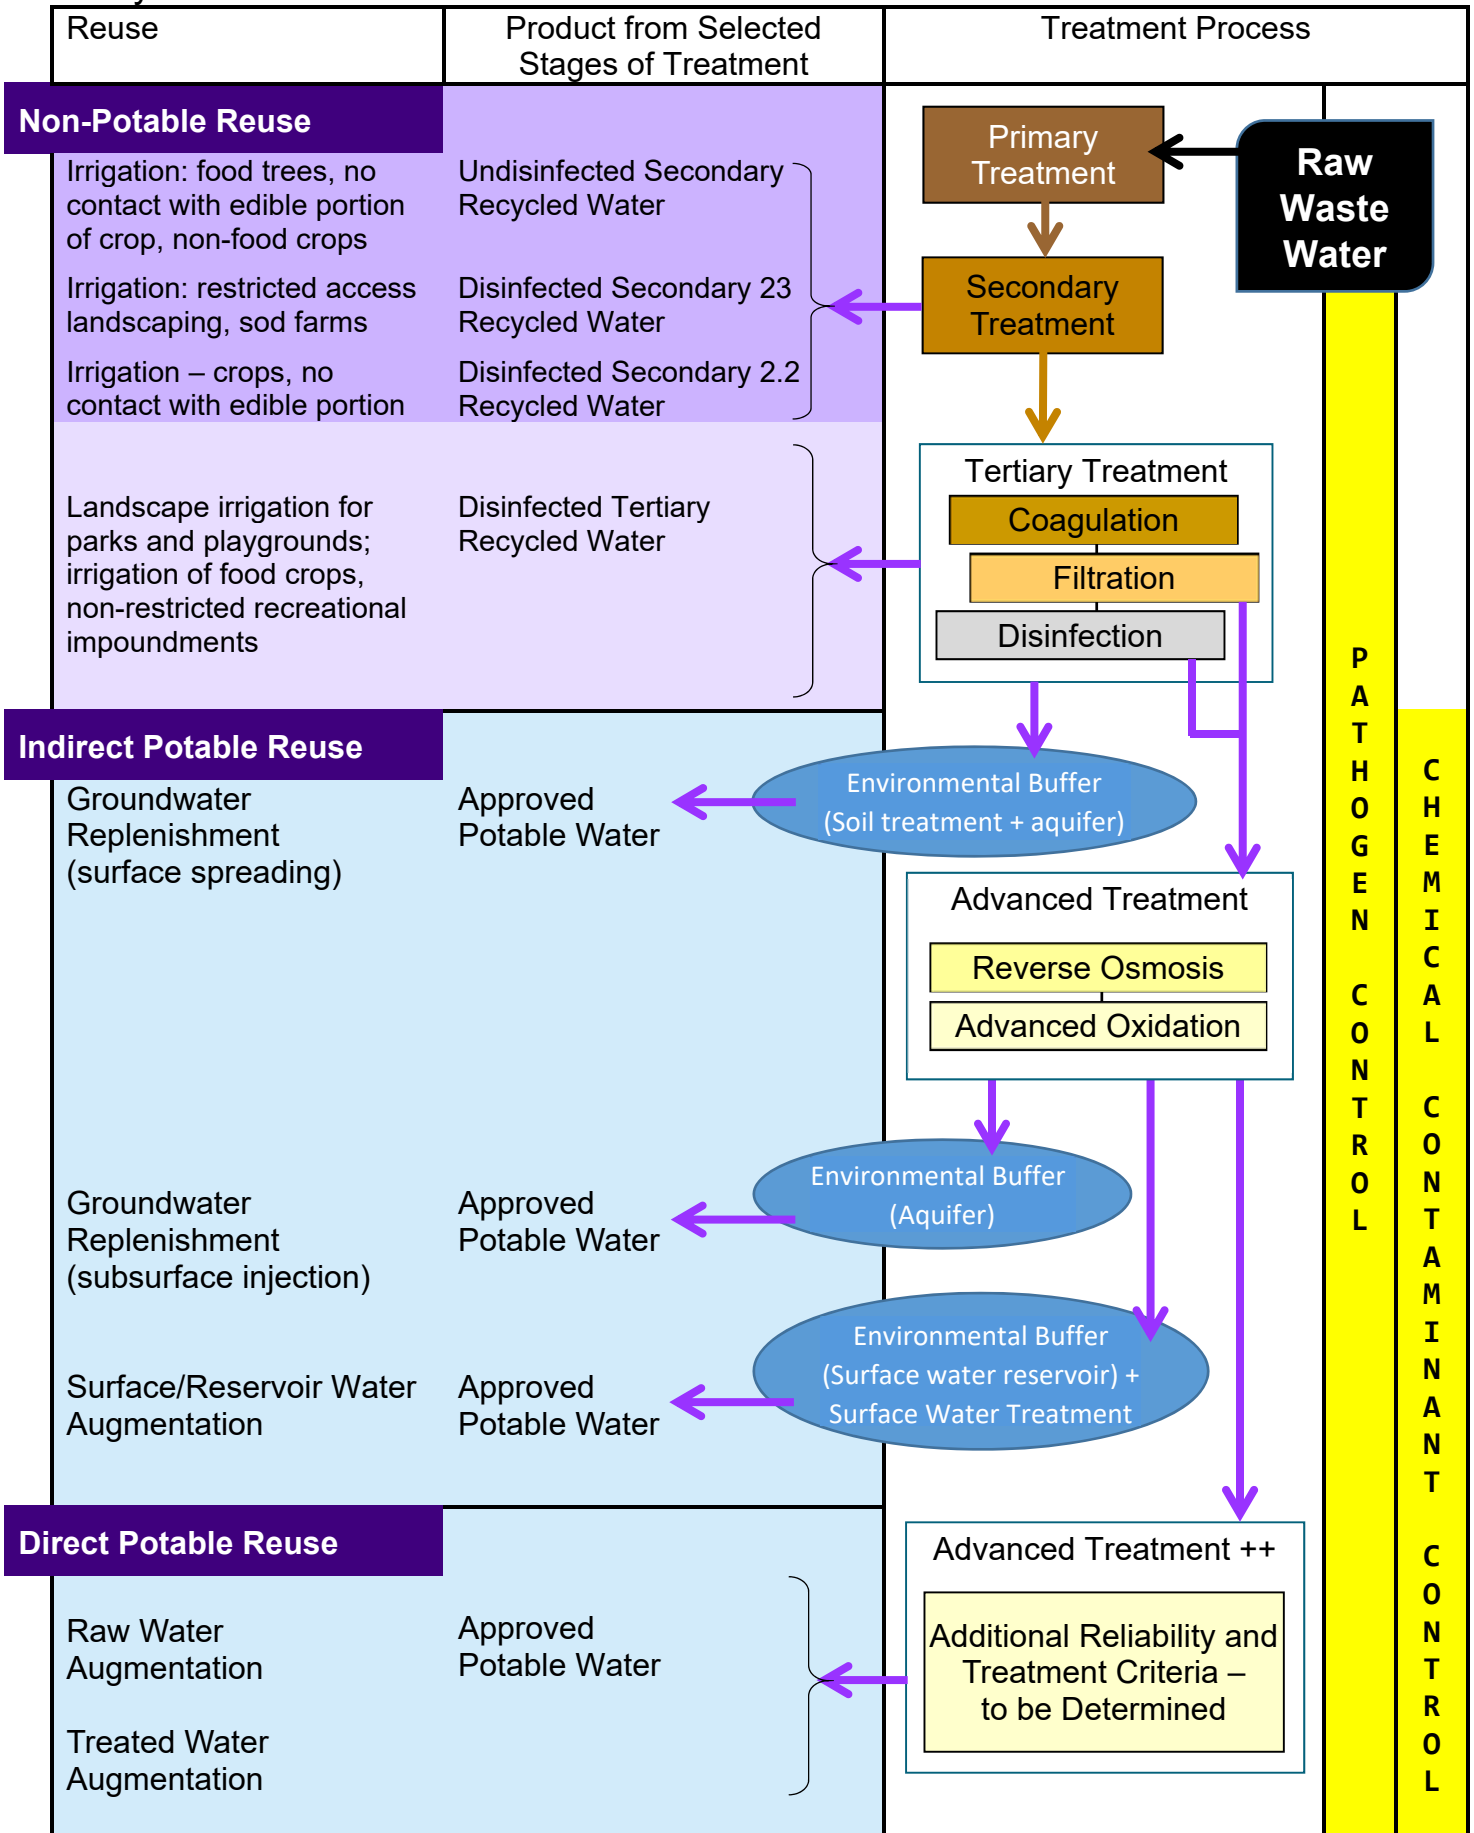 Reuse
Product from Selected
Stages of Treatment
Treatment Process
Non-Potable Reuse
Irrigation: food trees, no
contact with edible portion
of crop, non-food crops
Undisinfected Secondary
Recycled Water
Irrigation: restricted access
landscaping, sod farms
Disinfected Secondary 23
Recycled Water
Irrigation – crops, no
contact with edible portion
Disinfected Secondary 2.2
Recycled Water
Primary
Treatment
Raw
Waste
Water
Secondary
Treatment
Landscape irrigation for
parks and playgrounds;
irrigation of food crops,
non-restricted recreational
impoundments
Disinfected Tertiary
Recycled Water
Tertiary Treatment
Coagulation
Filtration
Disinfection
Indirect Potable Reuse
Groundwater
Replenishment
(surface spreading)
Approved
Potable Water
Environmental Buffer
(Soil treatment + aquifer)
Advanced Treatment
Reverse Osmosis
Advanced Oxidation
Groundwater
Replenishment
(subsurface injection)
Approved
Potable Water
Environmental Buffer
(Aquifer)
Surface/Reservoir Water
Augmentation
Approved
Potable Water
Environmental Buffer
(Surface water reservoir) +
Surface Water Treatment
Direct Potable Reuse
Raw Water
Augmentation
Treated Water
Augmentation
Approved
Potable Water
Advanced Treatment ++
Additional Reliability and
Treatment Criteria –
to be Determined
PATHOGEN CONTROL
CHEMICAL CONTAMINANT CONTROL